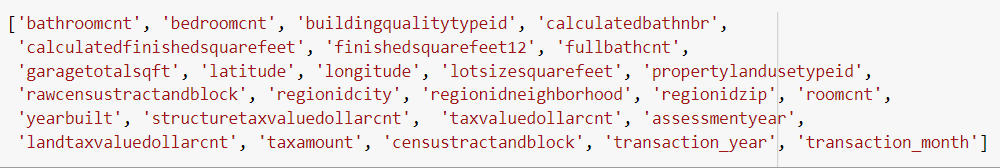 ['bathroomcnt', 'bedroomcnt', 'buildingqualitytypeid', 'calculatedbathnbr',
'calculatedfinishedsquarefeet', 'finishedsquarefeet12', 'fullbathcnt',
'garagetotalsqft', 'latitude', 'longitude', 'lotsizesquarefeet', 'propertylandusetypeid',
'rawcensustractandblock', 'regionidcity', 'regionidneighborhood', 'regionidzip', 'roomcnt',
'yearbuilt', 'structuretaxvaluedollarcnt',  'taxvaluedollarcnt', 'assessmentyear',
'landtaxvaluedollarcnt', 'taxamount', 'censustractandblock', 'transaction_year', 'transaction_month']